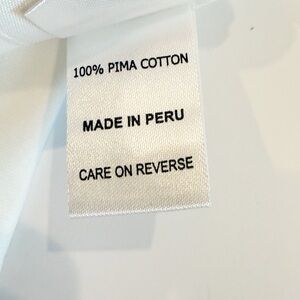 100% PIMA COTTON
MADE IN PERU
CARE ON REVERSE